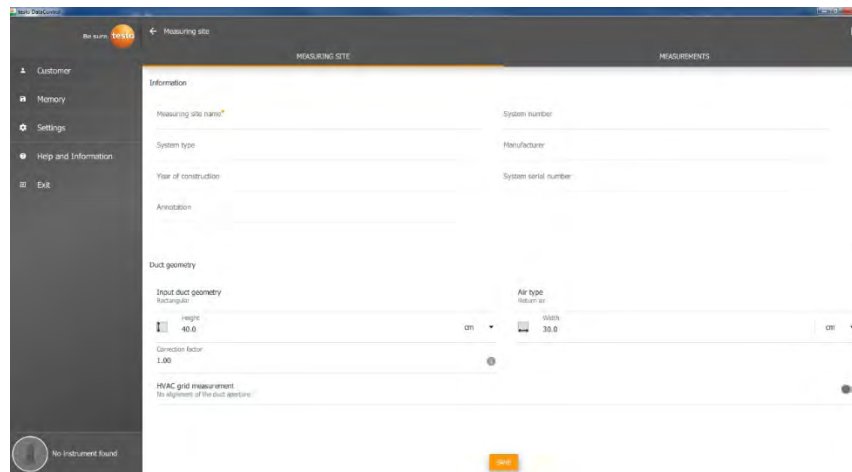 testo DataControl
Be sure. testo
← Measuring site
MEASURING SITE
MEASUREMENTS
Customer
Memory
Settings
Help and Information
Exit
Information
Measuring site name*
System number
System type
Manufacturer
Year of construction
System serial number
Annotation
Duct geometry
Input duct geometry
Rectangular
Air type
Return air
Height
40.0
cm
Width
30.0
cm
Correction factor
1.00
HVAC grid measurement
No alignment of the duct aperture
SAVE
No instrument found